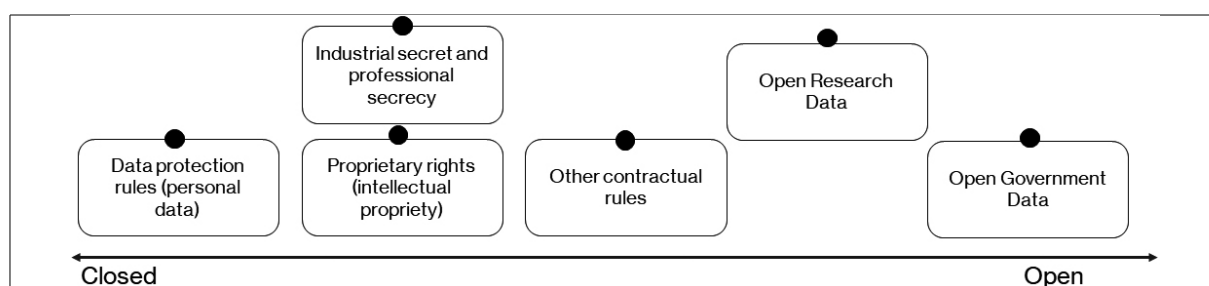 Industrial secret and
professional
secrecy
Open Research
Data
Data protection
rules (personal
data)
Proprietary rights
(intellectual
propriety)
Other contractual
rules
Open Government
Data
Closed
Open